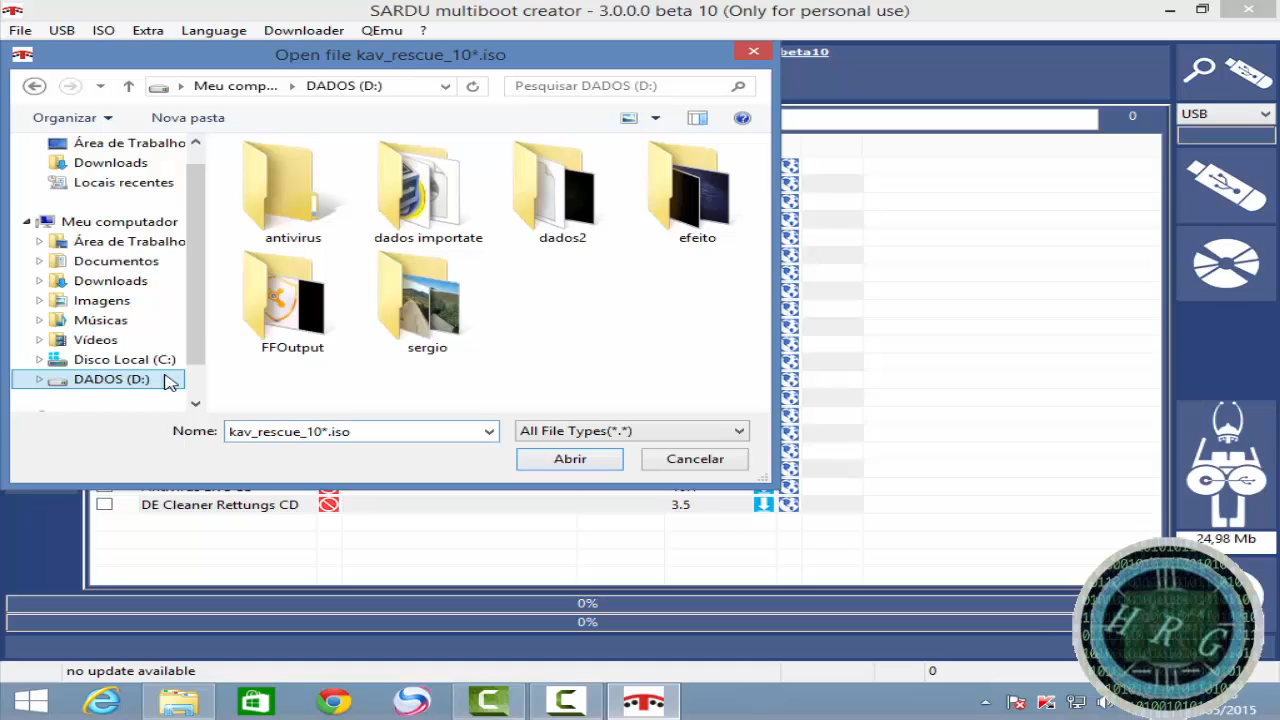 SARDU multiboot creator - 3.0.0.0 beta 10 (Only for personal use)
File USB ISO Extra Language Downloader QEmu ?
Open file kav_rescue_10*.iso
beta10
Meu comp... DADOS (D:)
Pesquisar DADOS (D:)
USB
0
Organizar Nova pasta
Área de Trabalho
Downloads
Locais recentes
Meu computador
Área de Trabalho
Documentos
Downloads
Imagens
Músicas
Vídeos
Disco Local (C:)
DADOS (D:)
antivirus
dados importate
dados2
efeito
FFOutput
sergio
Nome: kav_rescue_10*.iso
All File Types(*.*)
Abrir Cancelar
DE Cleaner Rettungs CD 3.5
24,98 Mb
0%
0%
HRG
no update available 0